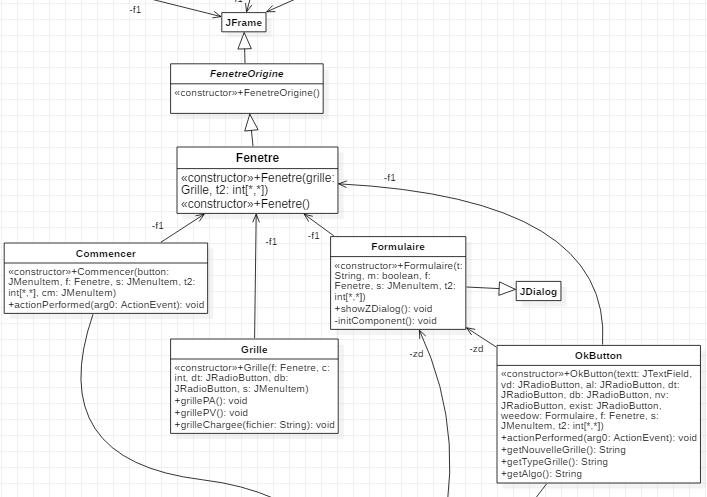 -f1
f1
JFrame
FenetreOrigine
«constructor»+FenetreOrigine()
Fenetre
«constructor»+Fenetre(grille:
Grille, t2: int[*,*])
«constructor»+Fenetre()
-f1
-f1
-f1
-f1
Commencer
«constructor»+Commencer(button:
JMenuItem, f: Fenetre, s: JMenuItem, t2:
int[*,*], cm: JMenuItem)
+actionPerformed(arg0: ActionEvent): void
Formulaire
«constructor»+Formulaire(t:
String, m: boolean, f:
Fenetre, s: JMenuItem, t2:
int[*,*])
+showZDialog(): void
-initComponent(): void
JDialog
Grille
«constructor»+Grille(f: Fenetre, c:
int, dt: JRadioButton, db:
JRadioButton, s: JMenuItem)
+grillePA(): void
+grillePV(): void
+grilleChargee(fichier: String): void
-zd
-zd
OkButton
«constructor»+OkButton(textt: JTextField,
vd: JRadioButton, al: JRadioButton, dt:
JRadioButton, db: JRadioButton, nv:
JRadioButton, exist: JRadioButton,
weedow: Formulaire, f: Fenetre, s:
JMenuItem, t2: int[*,*])
+actionPerformed(arg0: ActionEvent): void
+getNouvelleGrille(): String
+getTypeGrille(): String
+getAlgo(): String